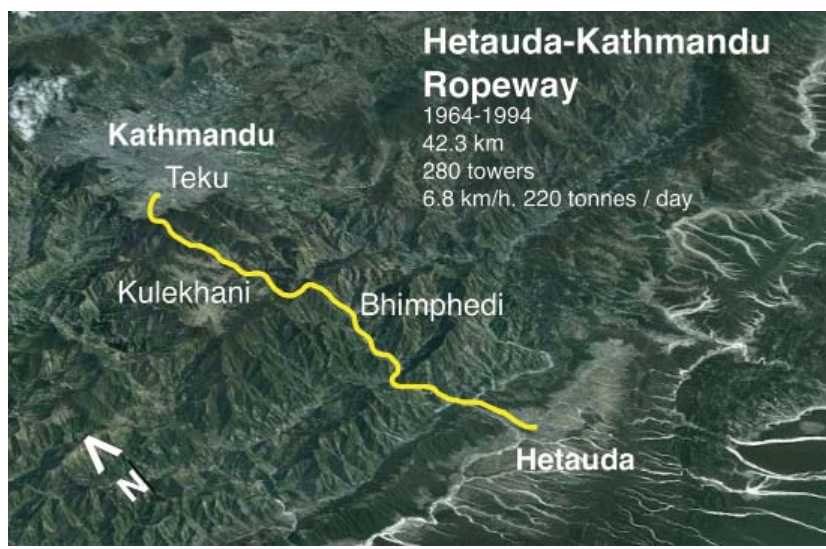 Hetauda-Kathmandu
Ropeway
1964-1994
42.3 km
280 towers
6.8 km/h. 220 tonnes / day
Kathmandu
Teku
Kulekhani
Bhimphedi
Hetauda
N